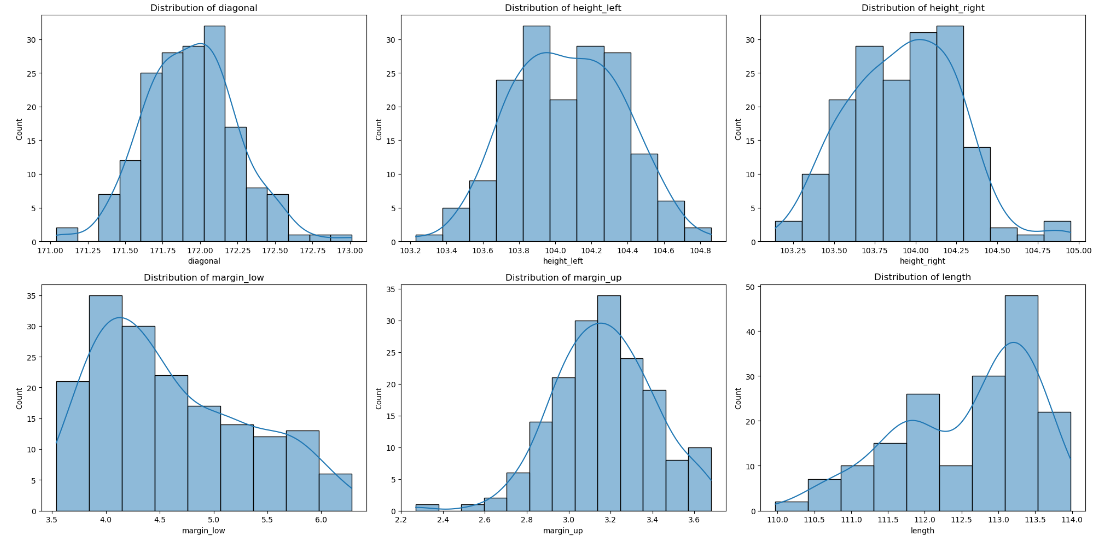 Distribution of diagonal
Distribution of height_left
Distribution of height_right
Count
30
25
20
15
10
5
0
171.00 171.25 171.50 171.75 172.00 172.25 172.50 172.75 173.00
diagonal
Count
30
25
20
15
10
5
0
103.2 103.4 103.6 103.8 104.0 104.2 104.4 104.6 104.8
height_left
Count
30
25
20
15
10
5
0
103.25 103.50 103.75 104.00 104.25 104.50 104.75 105.00
height_right
Distribution of margin_low
Distribution of margin_up
Distribution of length
Count
35
30
25
20
15
10
5
0
3.5 4.0 4.5 5.0 5.5 6.0
margin_low
Count
35
30
25
20
15
10
5
0
2.2 2.4 2.6 2.8 3.0 3.2 3.4 3.6
margin_up
Count
50
40
30
20
10
0
110.0 110.5 111.0 111.5 112.0 112.5 113.0 113.5 114.0
length